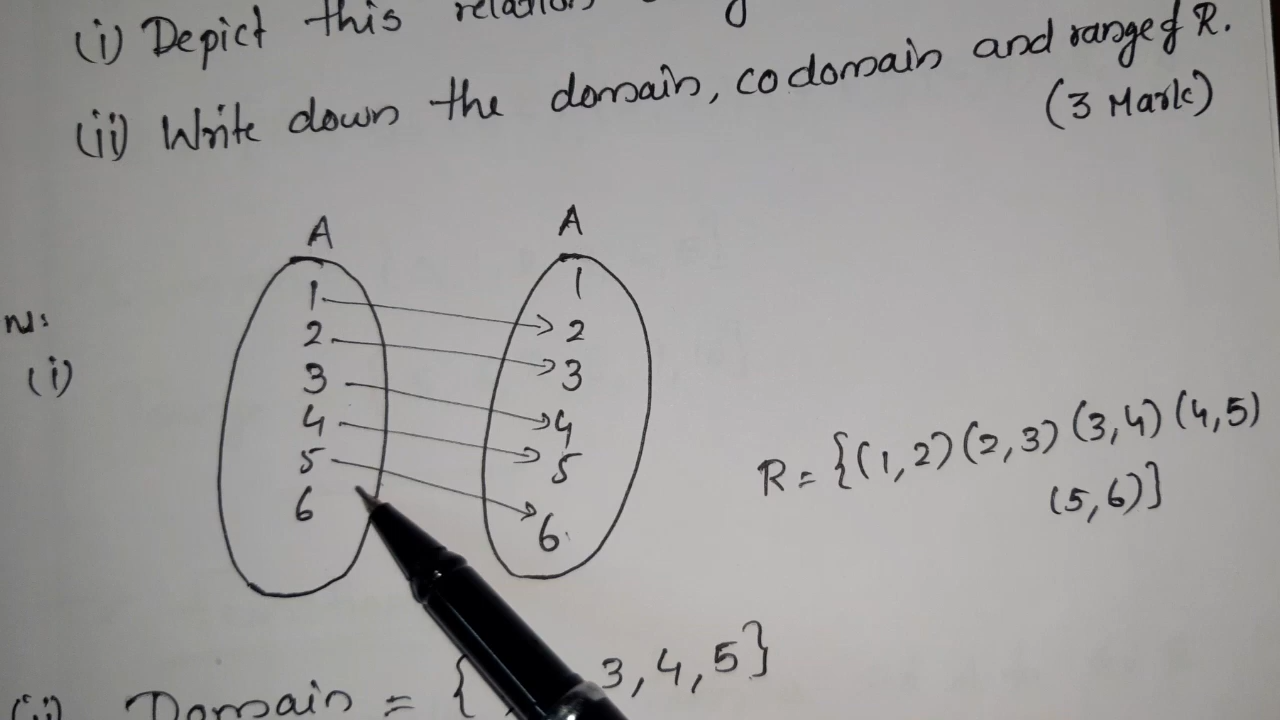 (i) Depict this relation
(ii) Write down the domain, codomain and range of R.
(3 Mark)
A A
1 1
2 2
3 3
4 4
5 5
6 6
(i)
R = {(1,2)(2,3)(3,4)(4,5)
(5,6)}
(ii) Domain = { 3,4,5}